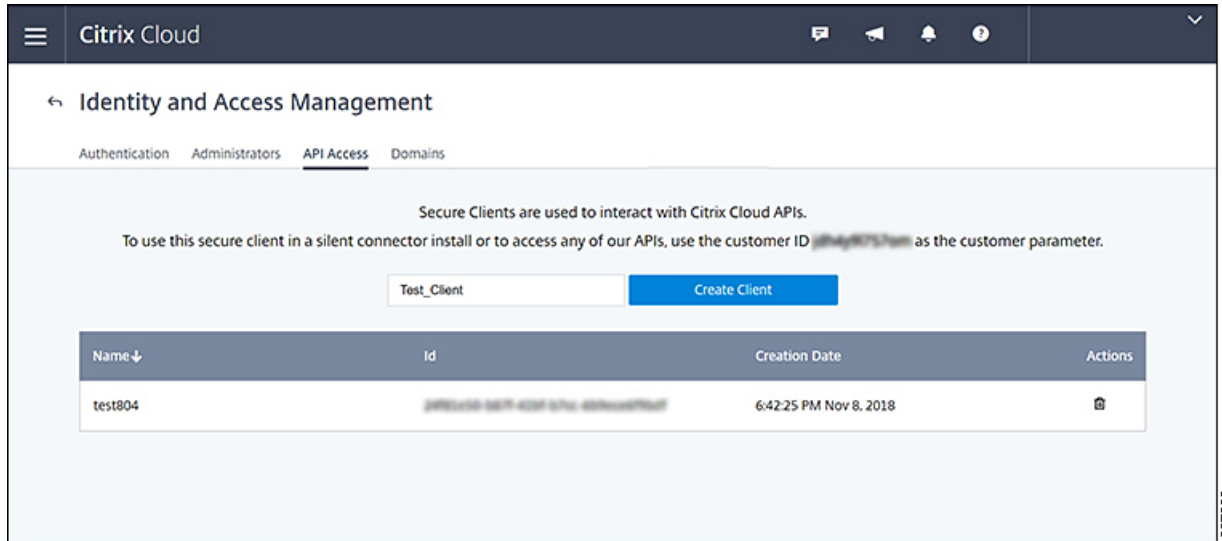 Citrix Cloud
Identity and Access Management
Authentication Administrators API Access Domains
Secure Clients are used to interact with Citrix Cloud APIs.
To use this secure client in a silent connector install or to access any of our APIs, use the customer ID as the customer parameter.
Test_Client Create Client
Name↓ Id Creation Date Actions
test804 6:42:25 PM Nov 8, 2018